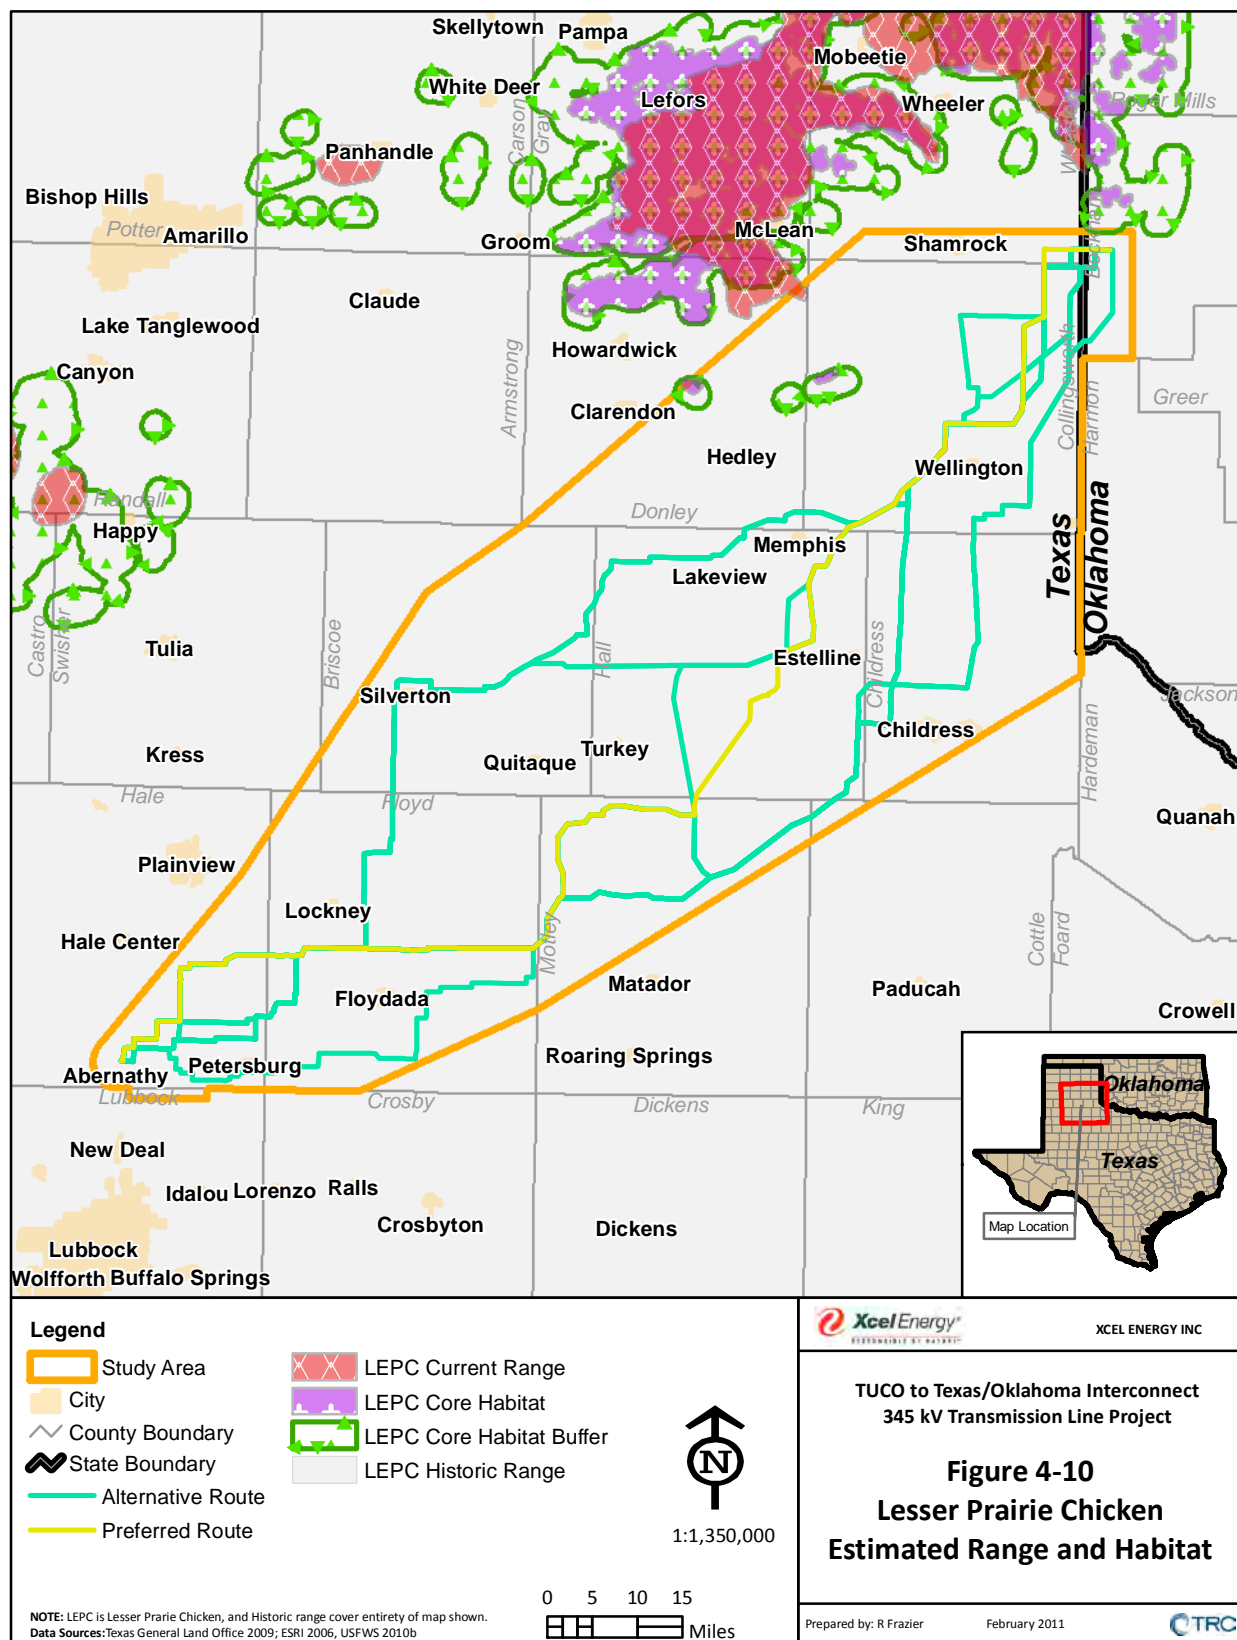 Skellytown
Pampa
Mobeetie
White Deer
Lefors
Wheeler
Roger Mills
Carson
Gray
Wheeler
Panhandle
Bishop Hills
Potter
Amarillo
Groom
McLean
Shamrock
Beckham
Claude
Lake Tanglewood
Howardwick
Canyon
Armstrong
Collingsworth
Harmon
Greer
Clarendon
Hedley
Wellington
Randall
Happy
Donley
Memphis
Texas
Oklahoma
Lakeview
Castro
Swisher
Tulia
Briscoe
Hall
Estelline
Childress
Silverton
Jackson
Childress
Kress
Quitaque
Turkey
Hardeman
Hale
Floyd
Quanah
Plainview
Lockney
Hale Center
Motley
Cottle
Foard
Floydada
Matador
Paducah
Crowell
Abernathy
Petersburg
Roaring Springs
Lubbock
Crosby
Dickens
King
New Deal
Idalou
Lorenzo
Ralls
Crosbyton
Dickens
Lubbock
Wolfforth
Buffalo Springs
Oklahoma
Texas
Map Location
Legend
Study Area
City
County Boundary
State Boundary
Alternative Route
Preferred Route
LEPC Current Range
LEPC Core Habitat
LEPC Core Habitat Buffer
LEPC Historic Range
N
1:1,350,000
0 5 10 15
Miles
NOTE: LEPC is Lesser Prarie Chicken, and Historic range cover entirety of map shown.
Data Sources:Texas General Land Office 2009; ESRI 2006, USFWS 2010b
Xcel Energy®
RESPONSIBLE BY NATURE™
XCEL ENERGY INC
TUCO to Texas/Oklahoma Interconnect
345 kV Transmission Line Project
Figure 4-10
Lesser Prairie Chicken
Estimated Range and Habitat
Prepared by: R Frazier
February 2011
TRC